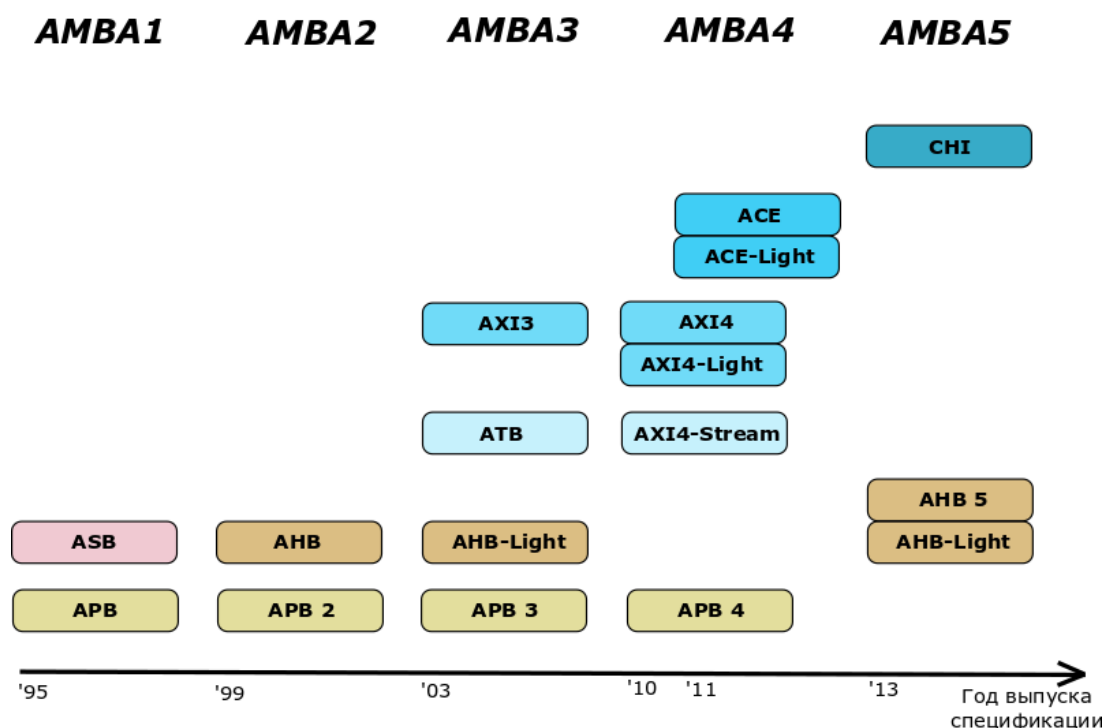 AMBA1 AMBA2 AMBA3 AMBA4 AMBA5
CHI
ACE
ACE-Light
AXI3 AXI4
AXI4-Light
ATB AXI4-Stream
AHB 5
ASB AHB AHB-Light AHB-Light
APB APB 2 APB 3 APB 4
'95 '99 '03 '10 '11 '13
Год выпуска
спецификации